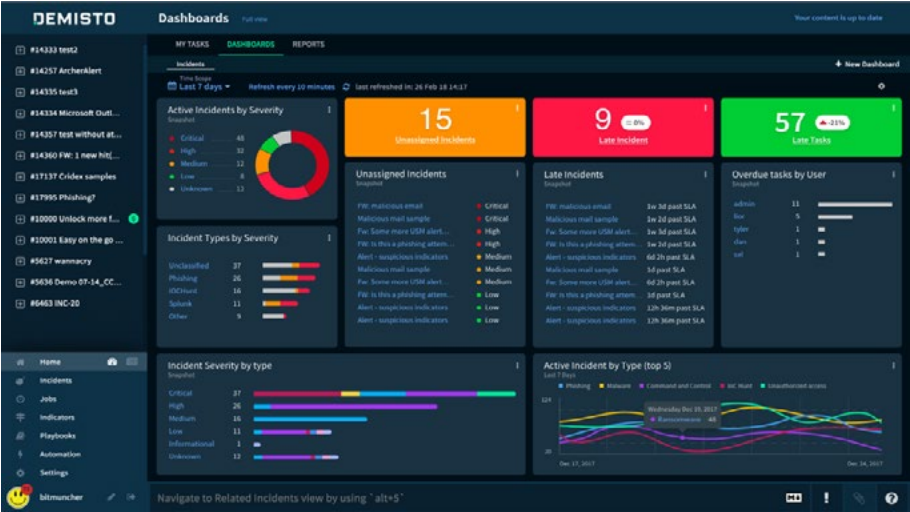 DEMISTO
Dashboards
Full view
Your content is up to date
#14333 test2
#14257 ArcherAlert
#14335 test3
#14334 Microsoft Outl...
#14357 test without at...
#14360 FW: 1 new hit(...
#17137 Cridex samples
#17995 Phishing?
#10000 Unlock more f...
#10001 Easy on the go ...
#5627 wannacry
#5636 Demo 07-14_CC...
#6463 INC-20
Home
Incidents
Jobs
Indicators
Playbooks
Automation
Settings
bitmuncher
MY TASKS DASHBOARDS REPORTS
Incidents
+ New Dashboard
Time Scope
Last 7 days
Refresh every 10 minutes
last refreshed in: 26 Feb 18 14:17
Active Incidents by Severity
Snapshot
Critical 48
High 32
Medium 12
Low 8
Unknown 13
15
Unassigned Incidents
9
0%
Late Incident
57
-21%
Late Tasks
Incident Types by Severity
Unclassified 37
Phishing 26
IOCHunt 16
Splunk 11
Other 9
Unassigned Incidents
Snapshot
FW: malicious email Critical
Malicious mail sample Critical
Fw: Some more USM alert... High
FW: Is this a phishing attem... High
Alert - suspicious indicators Medium
Malicious mail sample Medium
Fw: Some more USM alert... Medium
FW: Is this a phishing attem... Low
Alert - suspicious indicators Low
Alert - suspicious indicators Low
Late Incidents
Snapshot
FW: malicious email 1w 3d past SLA
Malicious mail sample 1w 2d past SLA
Fw: Some more USM alert... 1w 3d past SLA
FW: Is this a phishing attem... 1w 2d past SLA
Alert - suspicious indicators 6d 2h past SLA
Malicious mail sample 1d past SLA
Fw: Some more USM alert... 6d 2h past SLA
FW: Is this a phishing attem... 1d past SLA
Alert - suspicious indicators 12h 36m past SLA
Alert - suspicious indicators 12h 36m past SLA
Overdue tasks by User
Snapshot
admin 11
lior 5
tyler 1
dan 1
sal 1
Incident Severity by type
Snapshot
Critical 37
High 26
Medium 16
Low 11
Informational 1
Unknown 12
Active Incident by Type (top 5)
Last 7 Days
Phishing Malware Command and Control IOC Hunt Unauthorized access
124
20
Wednesday Dec 19, 2017
Ransomware 48
Dec 17, 2017
Dec 24, 2017
Navigate to Related Incidents view by using `alt+5`